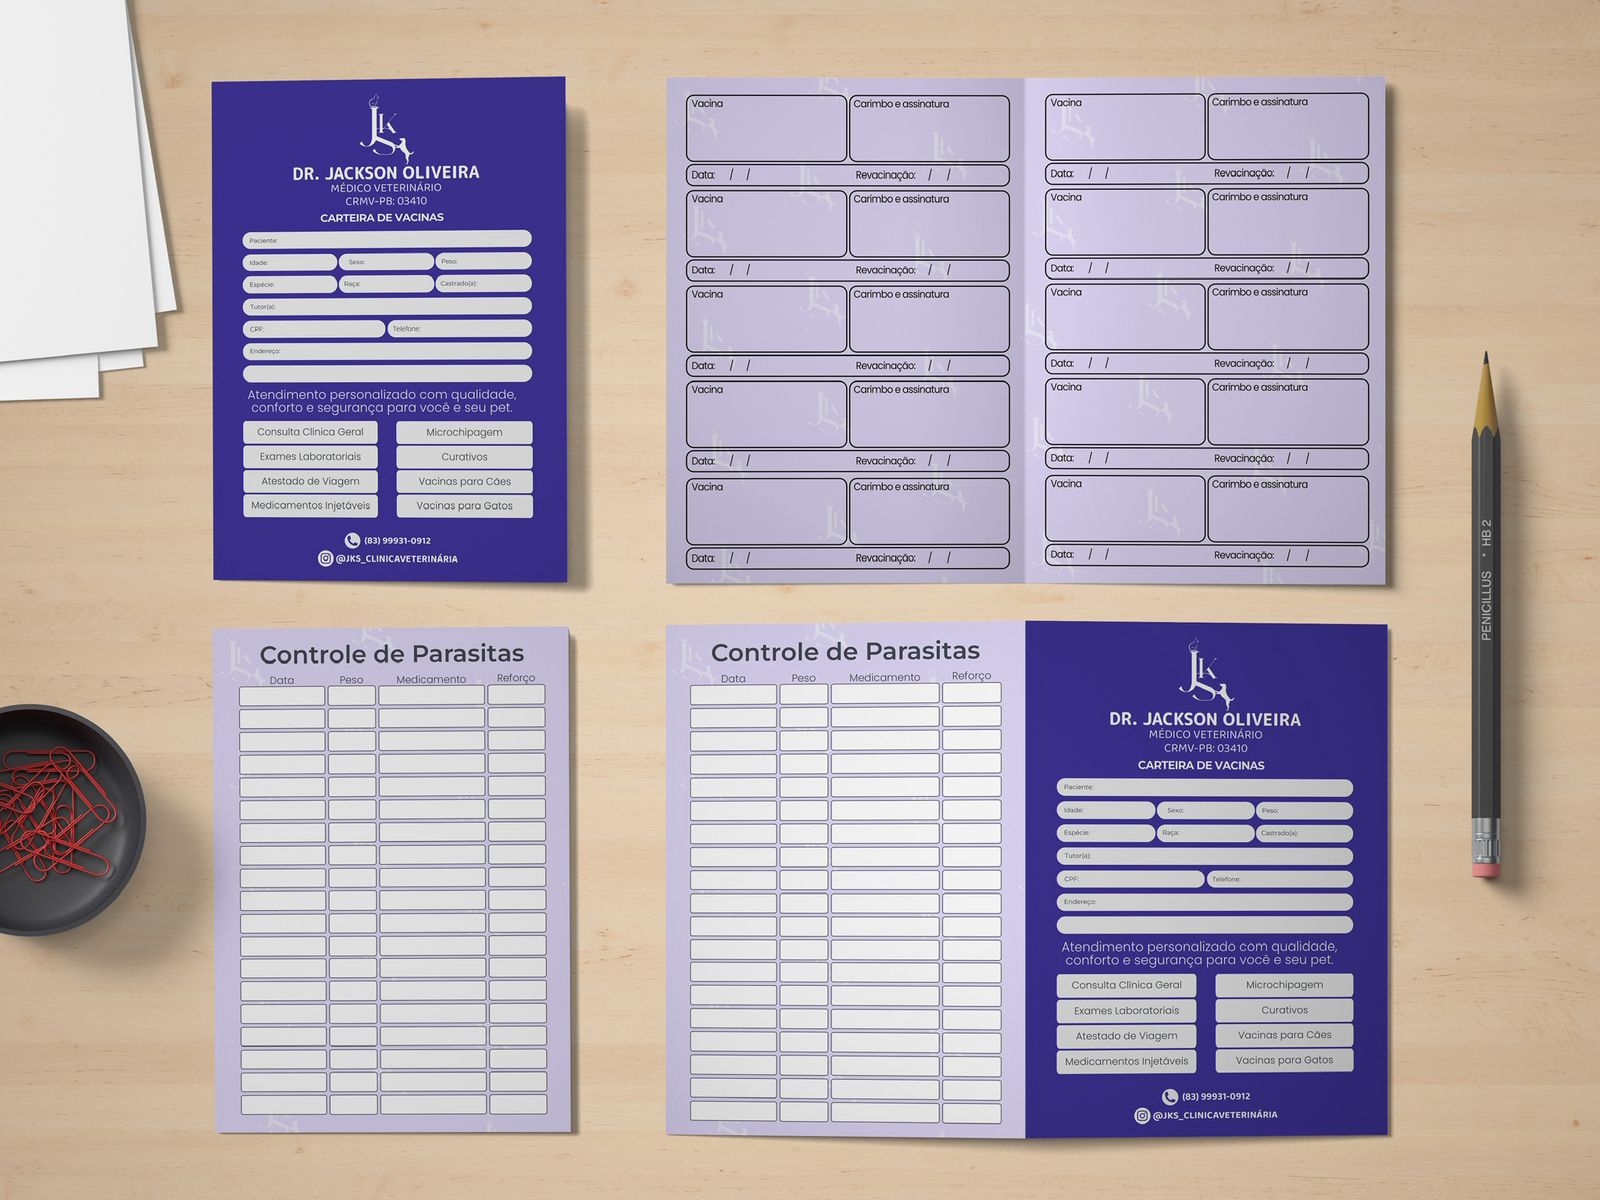 JKS
DR. JACKSON OLIVEIRA
MÉDICO VETERINÁRIO
CRMV-PB: 03410
CARTEIRA DE VACINAS
Paciente:
Idade: Sexo: Peso:
Espécie: Raça: Castrado(a):
Tutor(a):
CPF: Telefone:
Endereço:
Atendimento personalizado com qualidade,
conforto e segurança para você e seu pet.
Consulta Clínica Geral Microchipagem
Exames Laboratoriais Curativos
Atestado de Viagem Vacinas para Cães
Medicamentos Injetáveis Vacinas para Gatos
(83) 99931-0912
@JKS_CLINICAVETERINÁRIA
Vacina Carimbo e assinatura
Data: / / Revacinação: / /
Vacina Carimbo e assinatura
Data: / / Revacinação: / /
Vacina Carimbo e assinatura
Data: / / Revacinação: / /
Vacina Carimbo e assinatura
Data: / / Revacinação: / /
Vacina Carimbo e assinatura
Data: / / Revacinação: / /
Vacina Carimbo e assinatura
Data: / / Revacinação: / /
Vacina Carimbo e assinatura
Data: / / Revacinação: / /
Vacina Carimbo e assinatura
Data: / / Revacinação: / /
Vacina Carimbo e assinatura
Data: / / Revacinação: / /
Vacina Carimbo e assinatura
Data: / / Revacinação: / /
Controle de Parasitas
Data Peso Medicamento Reforço
Controle de Parasitas
Data Peso Medicamento Reforço
JKS
DR. JACKSON OLIVEIRA
MÉDICO VETERINÁRIO
CRMV-PB: 03410
CARTEIRA DE VACINAS
Paciente:
Idade: Sexo: Peso:
Espécie: Raça: Castrado(a):
Tutor(a):
CPF: Telefone:
Endereço:
Atendimento personalizado com qualidade,
conforto e segurança para você e seu pet.
Consulta Clínica Geral Microchipagem
Exames Laboratoriais Curativos
Atestado de Viagem Vacinas para Cães
Medicamentos Injetáveis Vacinas para Gatos
(83) 99931-0912
@JKS_CLINICAVETERINÁRIA
PENICILLUS * HB 2